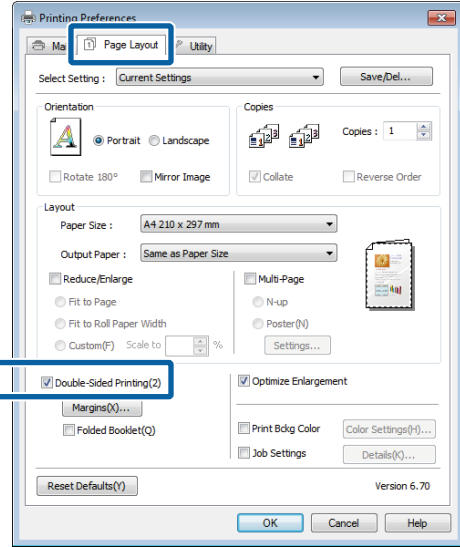 Printing Preferences
Ma Page Layout Utility
Select Setting : Current Settings Save/Del...
Orientation Copies
Portrait Landscape Copies : 1
Rotate 180° Mirror Image Collate Reverse Order
Layout
Paper Size : A4 210 x 297 mm
Output Paper : Same as Paper Size
Reduce/Enlarge Multi-Page
Fit to Page N-up
Fit to Roll Paper Width Poster(N)
Custom(F) Scale to % Settings...
Double-Sided Printing(2) Optimize Enlargement
Margins(X)...
Folded Booklet(Q) Print Bckg Color Color Settings(H)...
Job Settings Details(K)...
Reset Defaults(Y) Version 6.70
OK Cancel Help